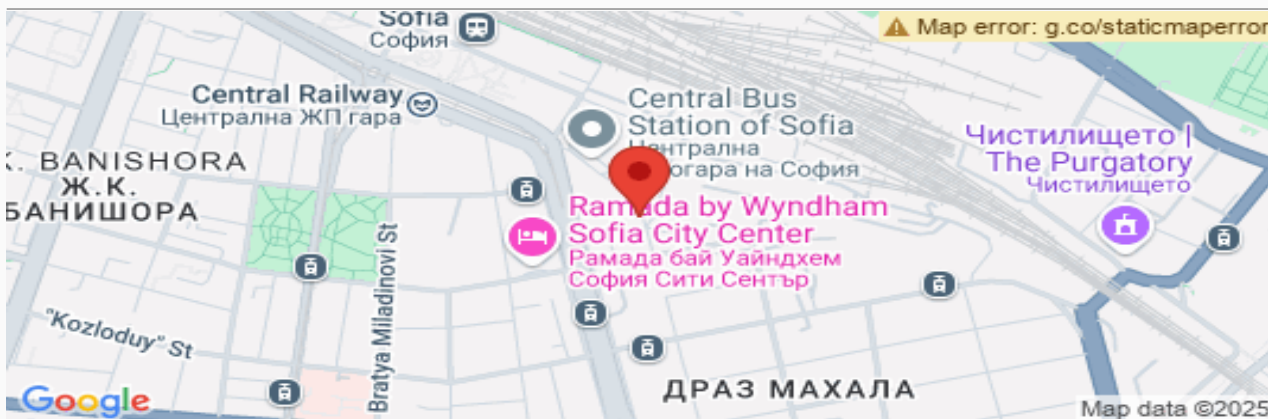 Sofia
София
Map error: g.co/staticmaperror
Central Railway
Централна ЖП гара
Central Bus
Station of Sofia
Централна
огара на София
Чистилището |
The Purgatory
Чистилището
К. BANISHORA
Ж.К.
БАНИШОРА
Ramada by Wyndham
Sofia City Center
Рамада бай Уайндхем
София Сити Сентър
Bratya Miladinovi St
"Kozloduy" St
ДРАЗ МАХАЛА
Google
Map data ©2025